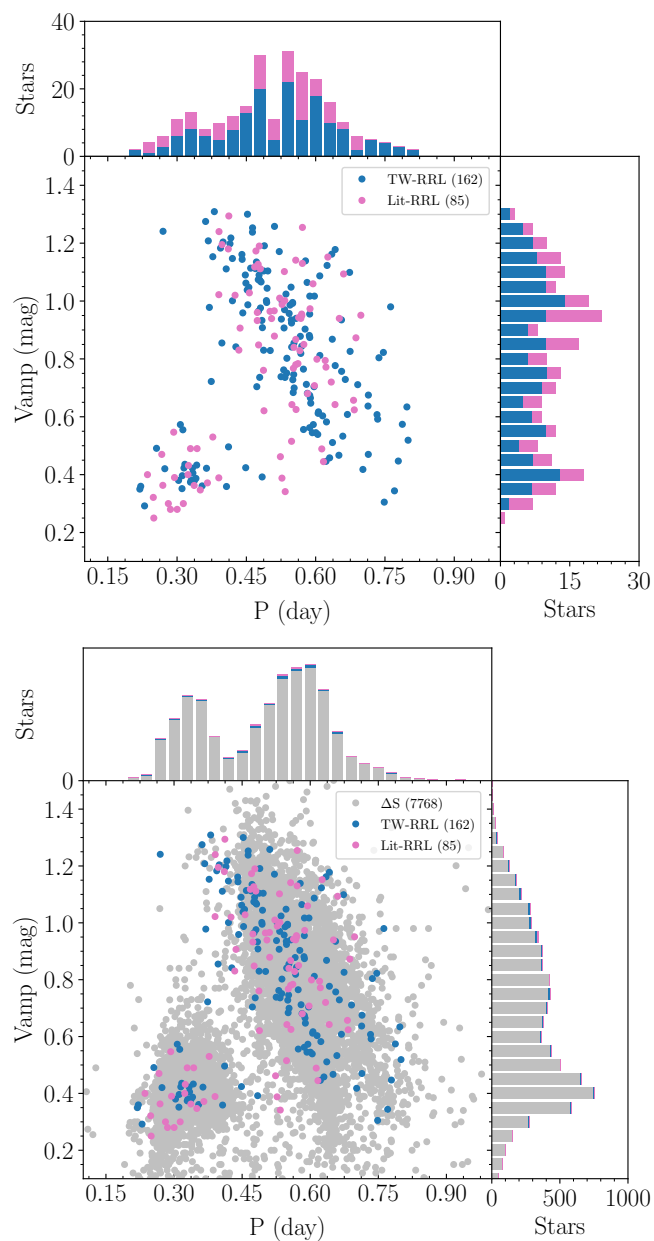 40
20
0
Stars
TW-RRL (162)
Lit-RRL (85)
1.4
1.2
1.0
0.8
0.6
0.4
0.2
Vamp (mag)
0.15 0.30 0.45 0.60 0.75 0.90
P (day)
0 15 30
Stars
Stars
0
ΔS (7768)
TW-RRL (162)
Lit-RRL (85)
1.4
1.2
1.0
0.8
0.6
0.4
0.2
Vamp (mag)
0.15 0.30 0.45 0.60 0.75 0.90
P (day)
0 500 1000
Stars